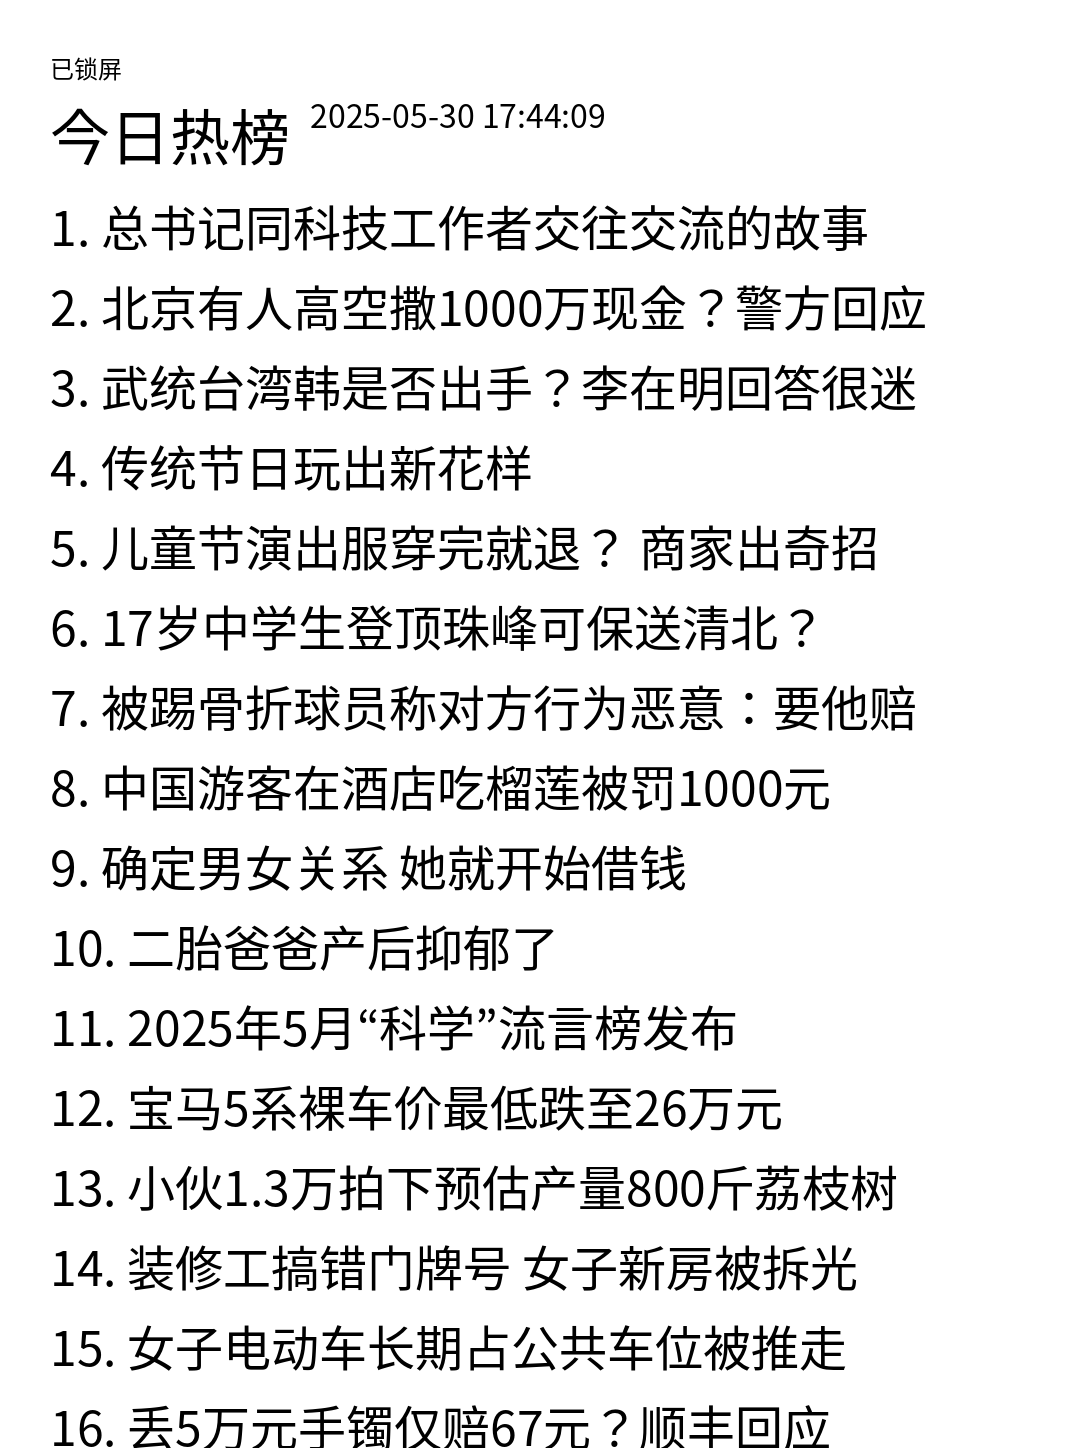 已锁屏
今日热榜 2025-05-30 17:44:09
1. 总书记同科技工作者交往交流的故事
2. 北京有人高空撒1000万现金？警方回应
3. 武统台湾韩是否出手？李在明回答很迷
4. 传统节日玩出新花样
5. 儿童节演出服穿完就退？ 商家出奇招
6. 17岁中学生登顶珠峰可保送清北？
7. 被踢骨折球员称对方行为恶意：要他赔
8. 中国游客在酒店吃榴莲被罚1000元
9. 确定男女关系 她就开始借钱
10. 二胎爸爸产后抑郁了
11. 2025年5月“科学”流言榜发布
12. 宝马5系裸车价最低跌至26万元
13. 小伙1.3万拍下预估产量800斤荔枝树
14. 装修工搞错门牌号 女子新房被拆光
15. 女子电动车长期占公共车位被推走
16. 丢5万元手镯仅赔67元？顺丰回应